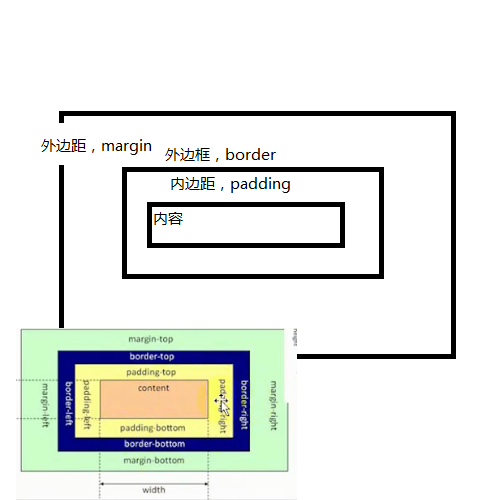 外边距，margin
外边框，border
内边距，padding
内容
margin-top
height
border-top
padding-top
content
margin-left
border-left
padding-left
padding-right
border-right
margin-right
padding-bottom
border-bottom
margin-bottom
width